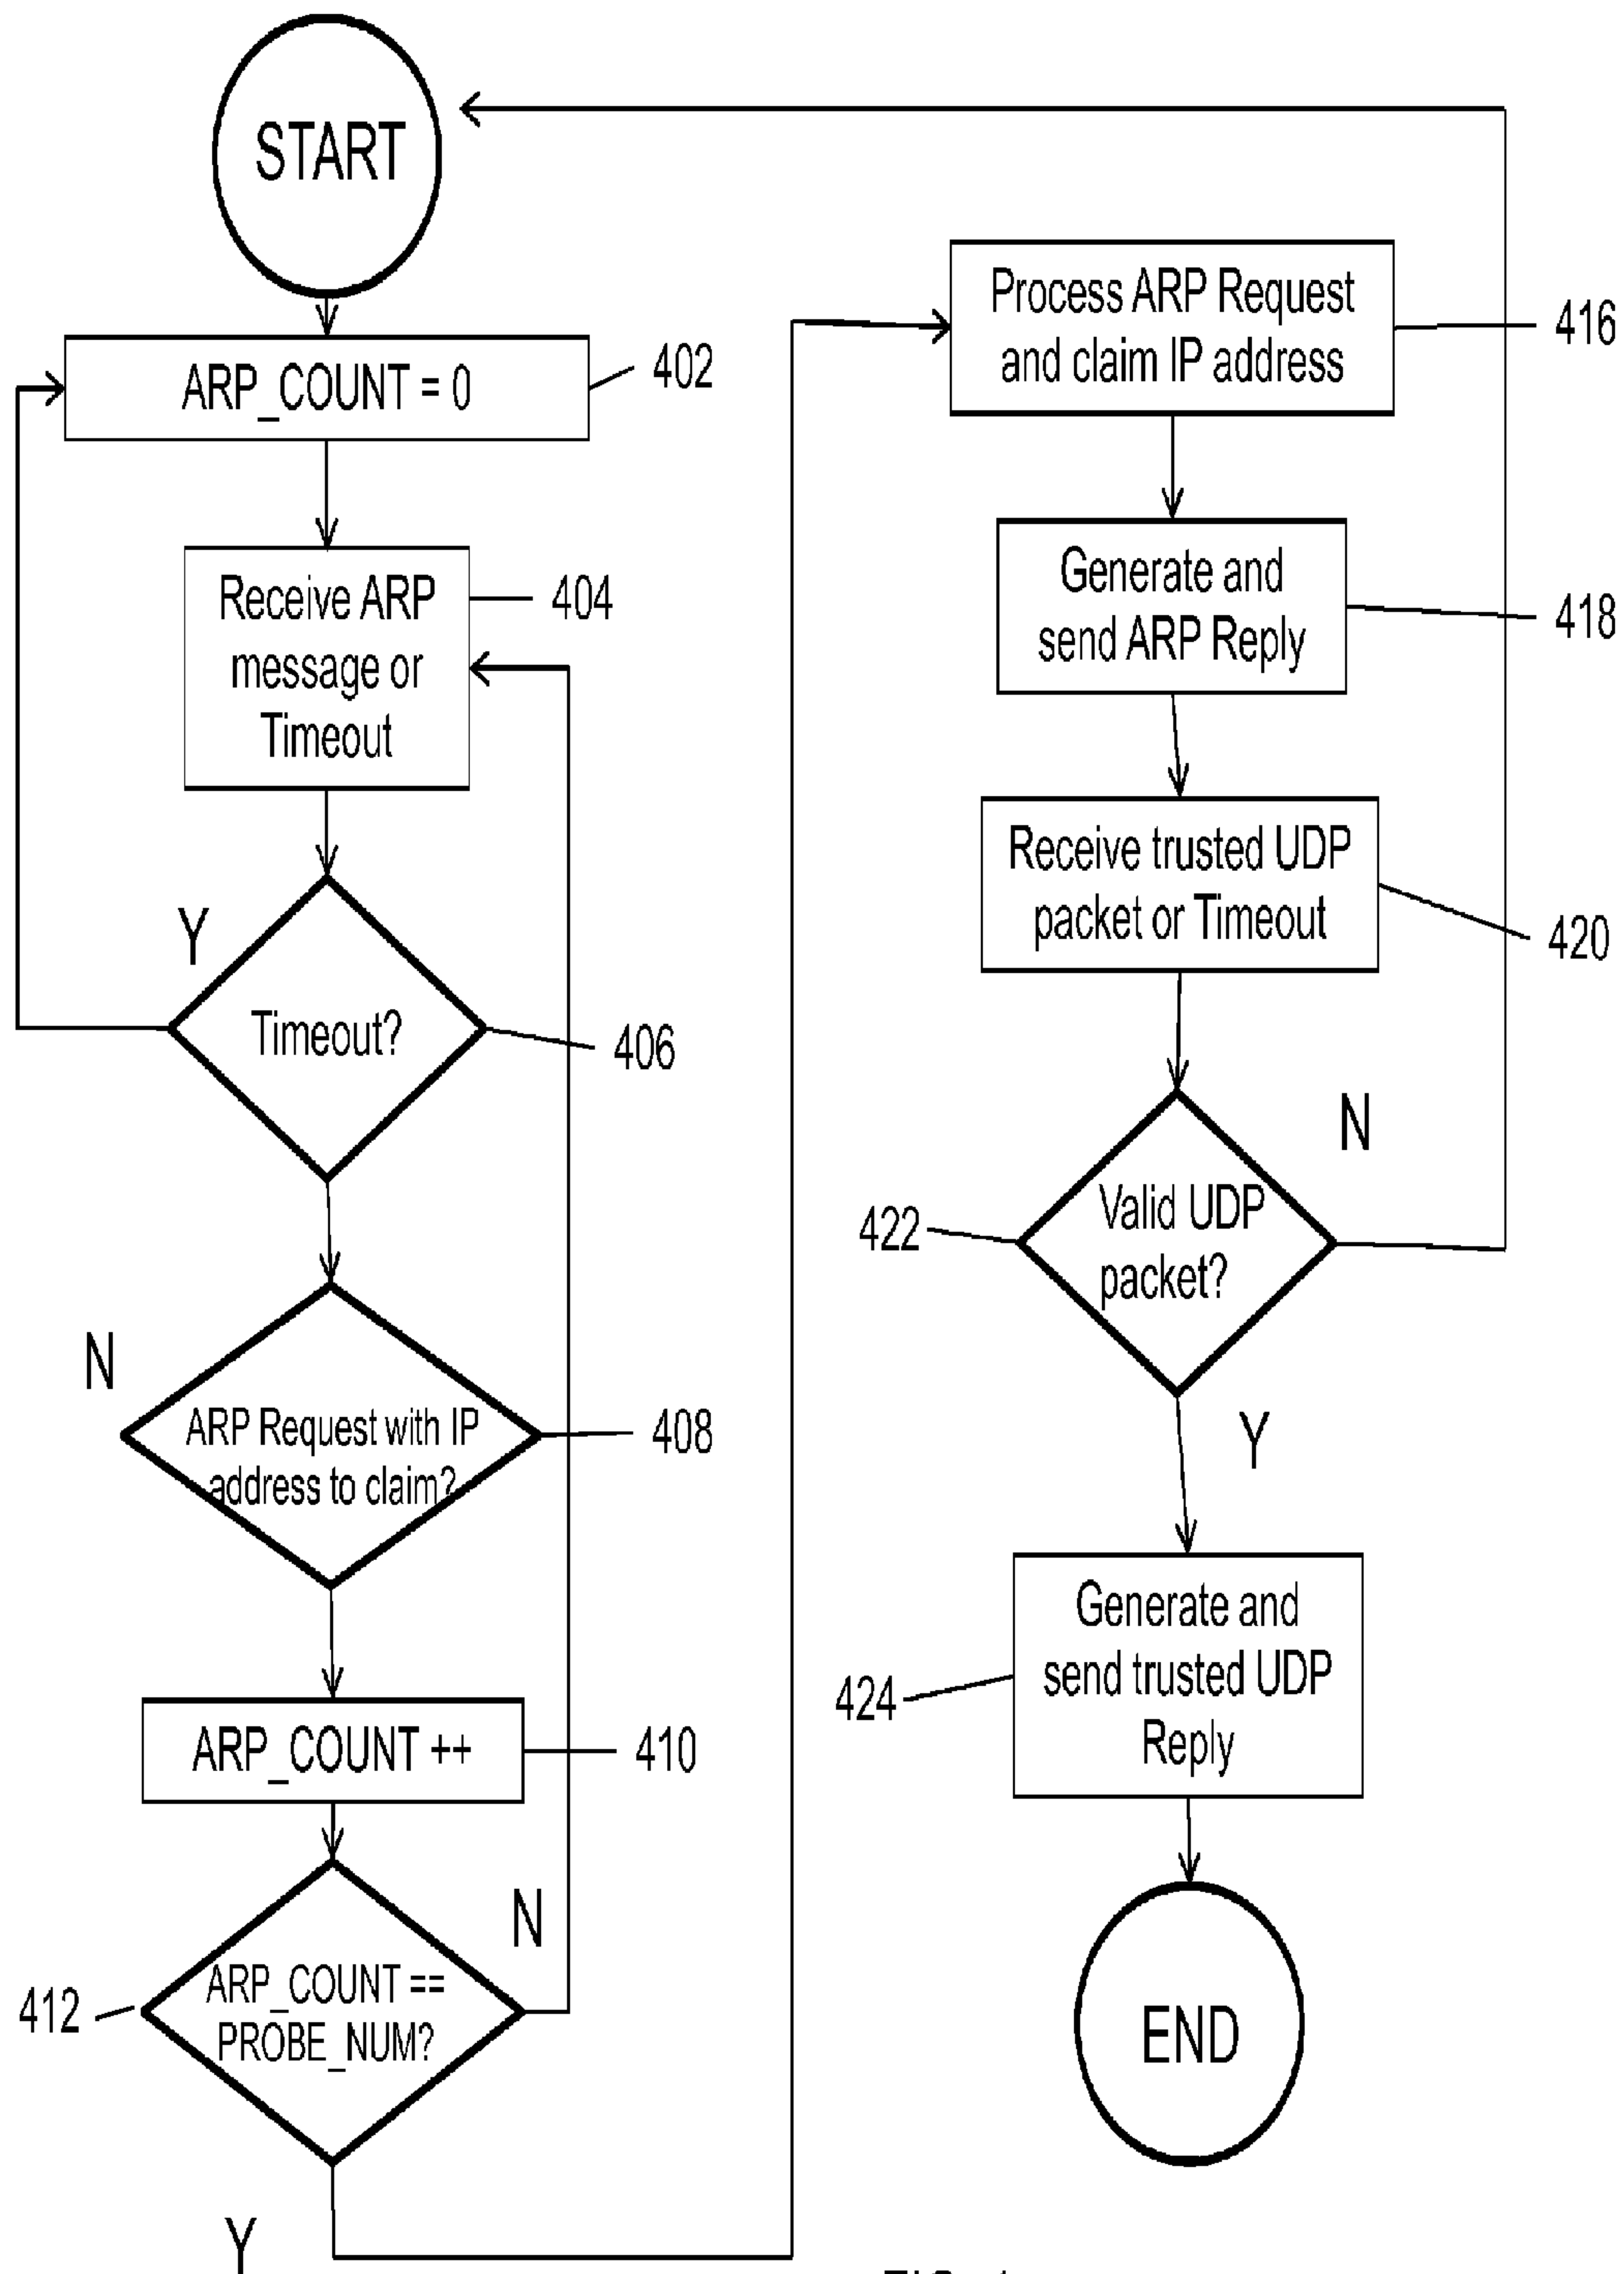 START
ARP_COUNT = 0
402
Receive ARP
message or
Timeout
404
Y
Timeout?
406
N
ARP Request with IP
address to claim?
408
ARP_COUNT ++
410
N
ARP_COUNT ==
PROBE_NUM?
412
Y
Process ARP Request
and claim IP address
416
Generate and
send ARP Reply
418
Receive trusted UDP
packet or Timeout
420
N
Valid UDP
packet?
422
Y
Generate and
send trusted UDP
Reply
424
END